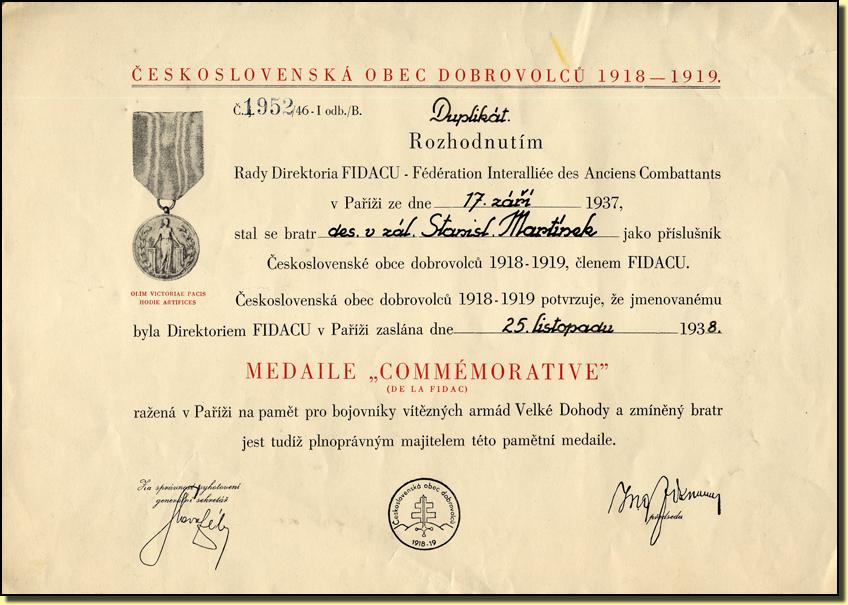 ČESKOSLOVENSKÁ OBEC DOBROVOLCŮ 1918—1919.
Č. 1952/46-I odb./B.
Duplikát.
Rozhodnutím
Rady Direktoria FIDACU - Fédération Interalliée des Anciens Combattants
v Paříži ze dne 17. září 1937,
stal se bratr des. v zál. Stanisl. Martínek jako příslušník
Československé obce dobrovolců 1918-1919, členem FIDACU.
OLIM VICTORIAE PACIS
HODIE ARTIFICES
Československá obec dobrovolců 1918-1919 potvrzuje, že jmenovanému
byla Direktoriem FIDACU v Paříži zaslána dne 25. listopadu 1938.
MEDAILE „COMMÉMORATIVE”
(DE LA FIDAC)
ražená v Paříži na pamět pro bojovníky vítězných armád Velké Dohody a zmíněný bratr
jest tudíž plnoprávným majitelem této pamětní medaile.
Za správnost vyhotovení
generální sekretář
Československá obec dobrovolců
1918-19
Ing.
předseda